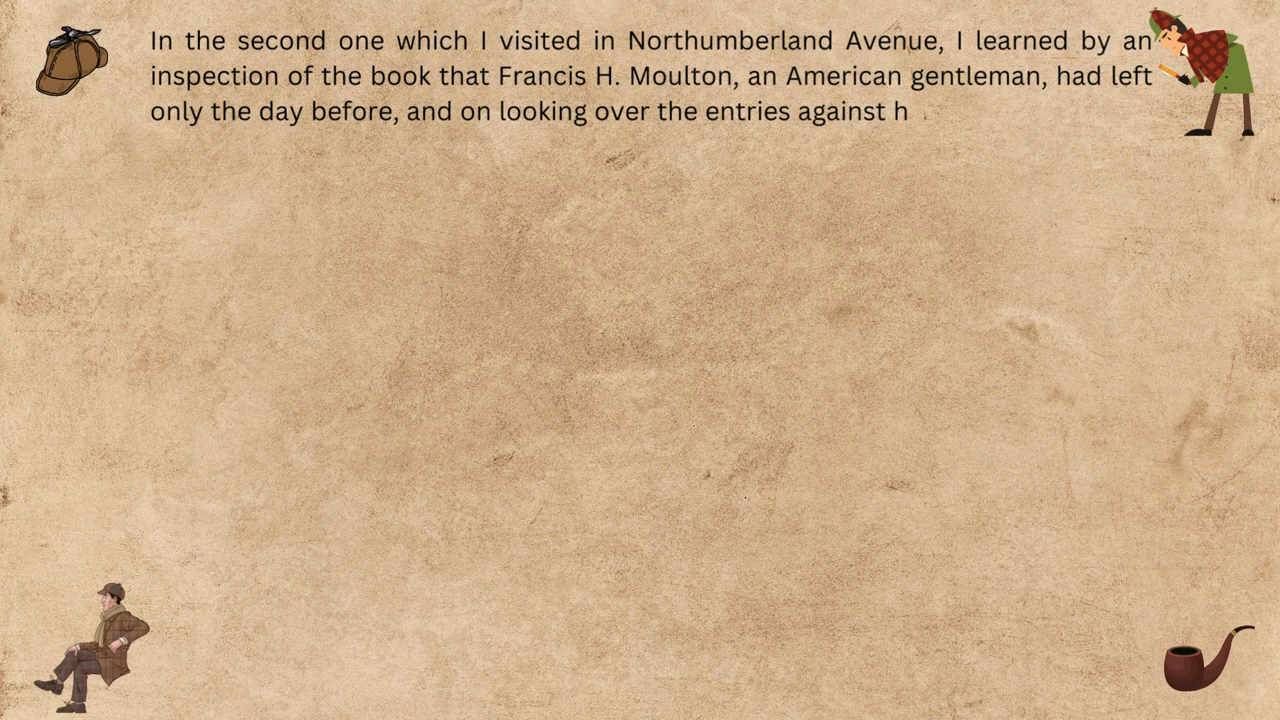 In the second one which I visited in Northumberland Avenue, I learned by an
inspection of the book that Francis H. Moulton, an American gentleman, had left
only the day before, and on looking over the entries against h